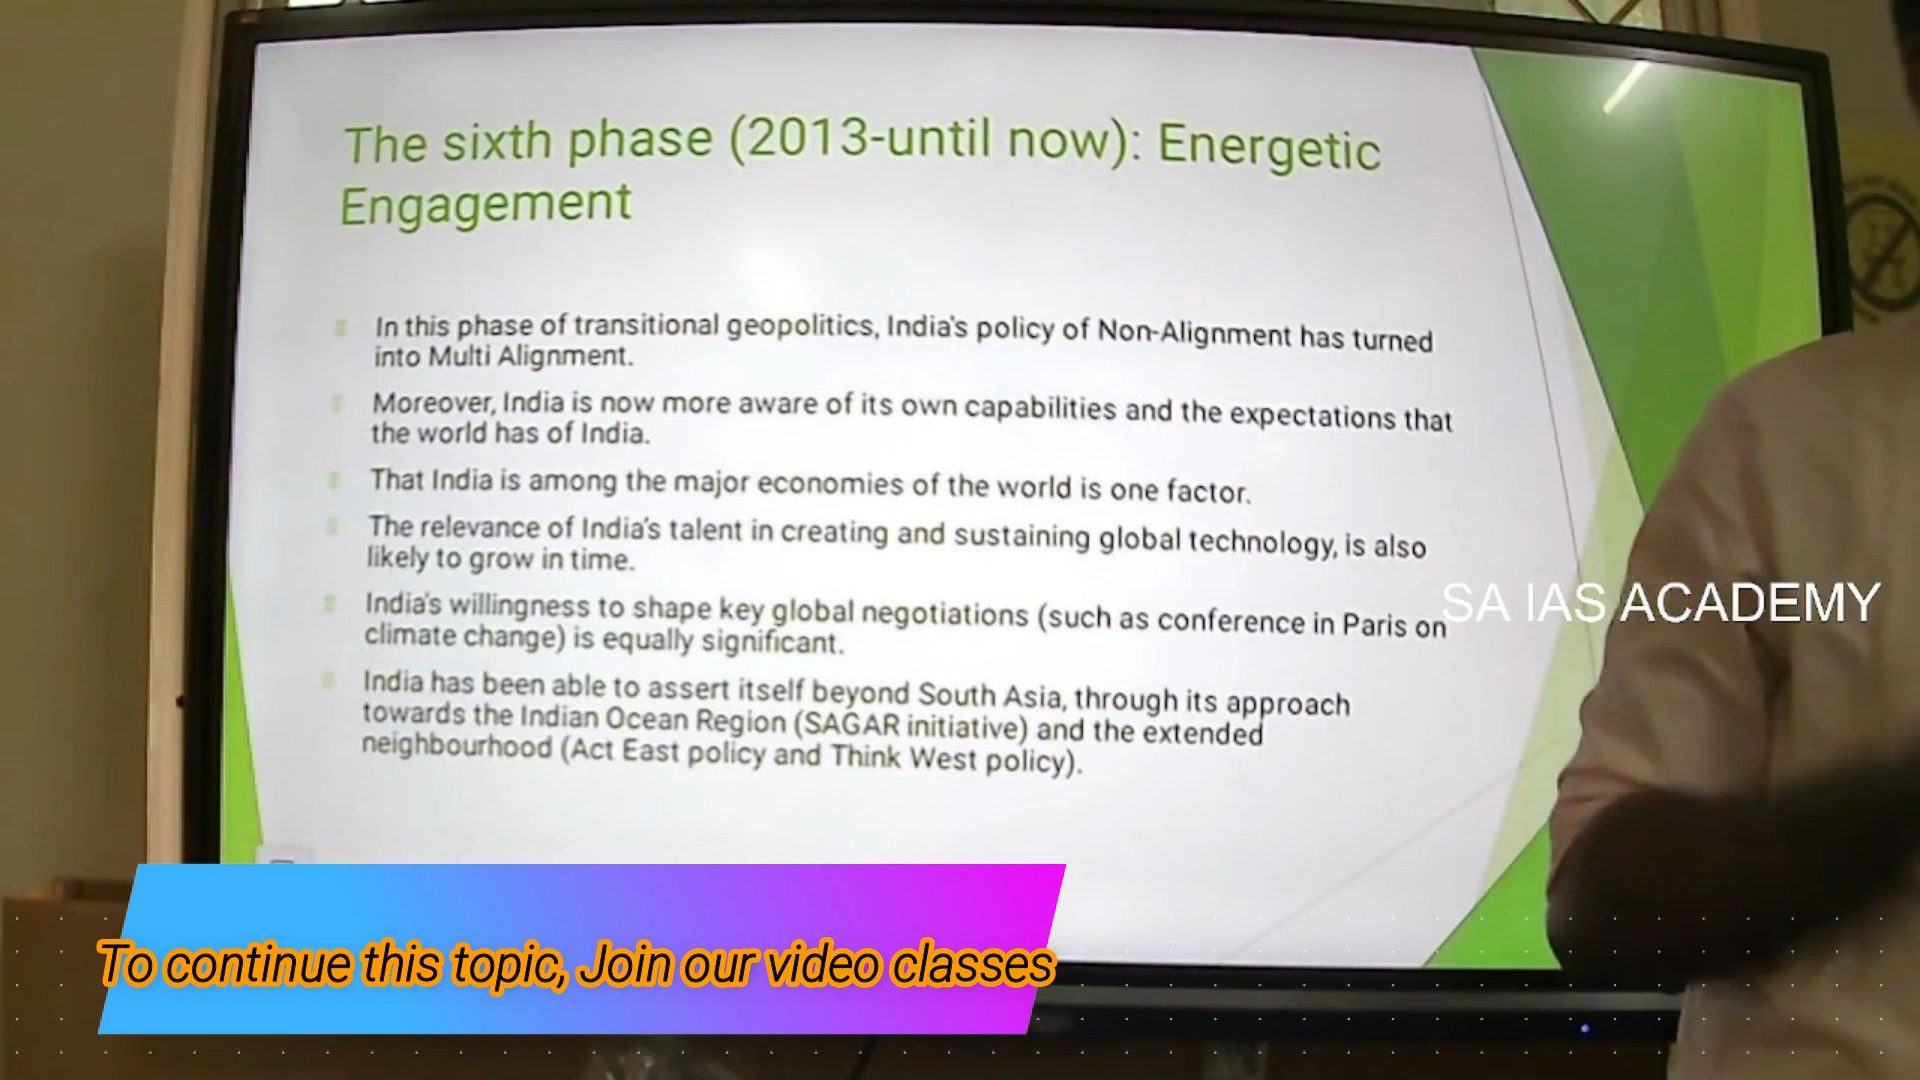 The sixth phase (2013-until now): Energetic
Engagement
In this phase of transitional geopolitics, India's policy of Non-Alignment has turned
into Multi Alignment.
Moreover, India is now more aware of its own capabilities and the expectations that
the world has of India.
That India is among the major economies of the world is one factor.
The relevance of India's talent in creating and sustaining global technology, is also
likely to grow in time.
India's willingness to shape key global negotiations (such as conference in Paris on
climate change) is equally significant.
India has been able to assert itself beyond South Asia, through its approach
towards the Indian Ocean Region (SAGAR initiative) and the extended
neighbourhood (Act East policy and Think West policy).
SA IAS ACADEMY
To continue this topic, Join our video classes